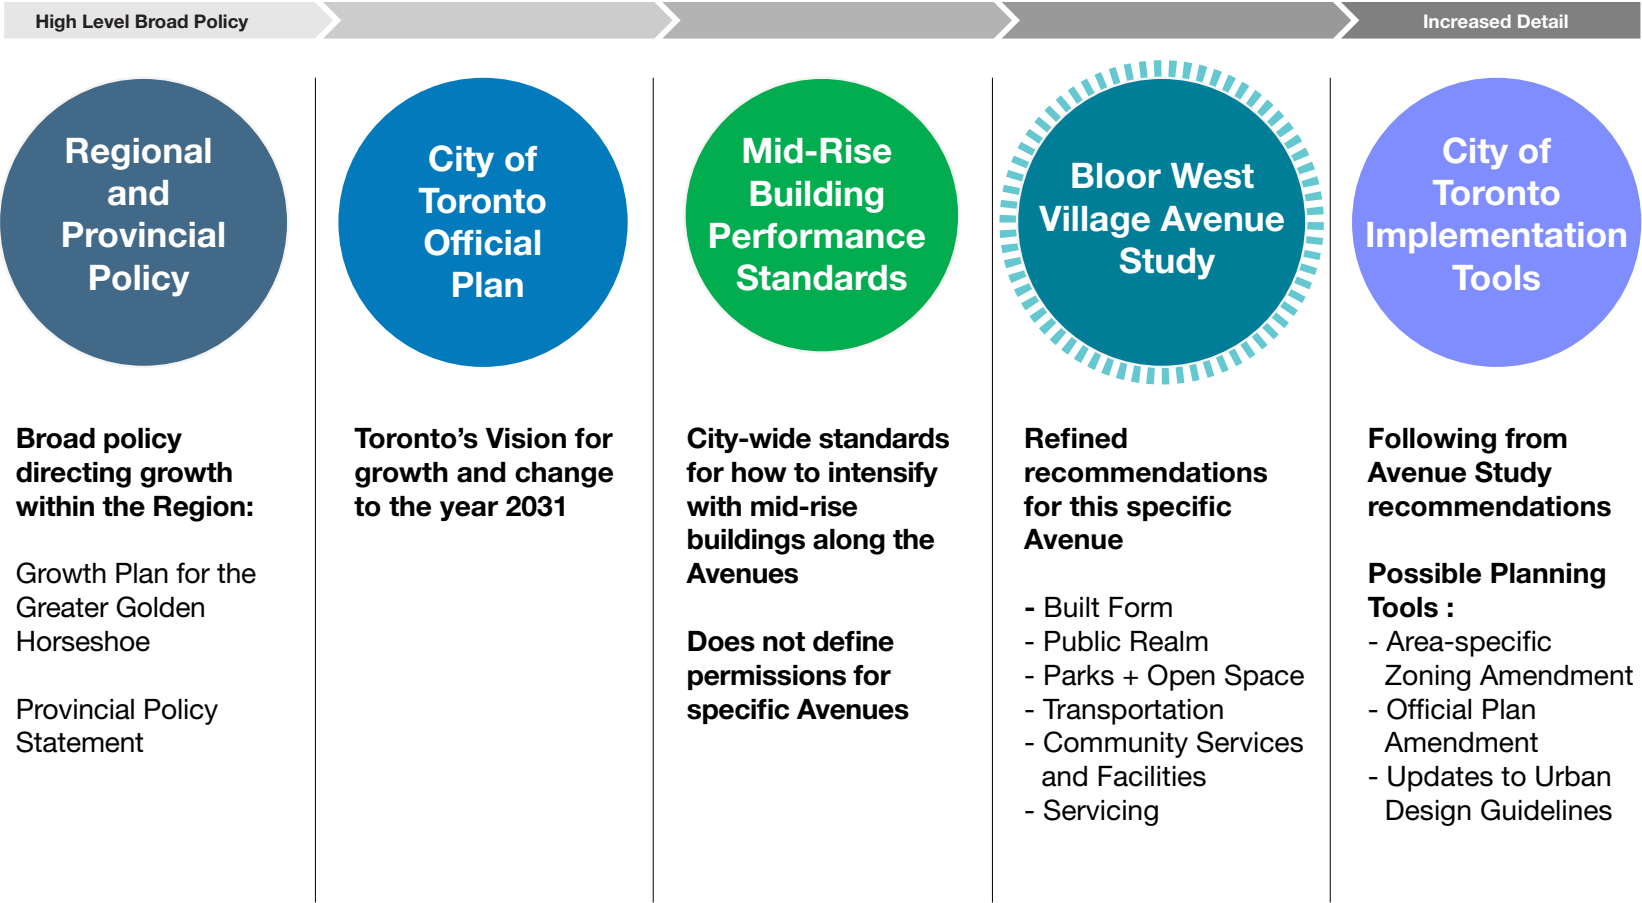 High Level Broad Policy
Increased Detail
Regional
and
Provincial
Policy
City of
Toronto
Official
Plan
Mid-Rise
Building
Performance
Standards
Bloor West
Village Avenue
Study
City of
Toronto
Implementation
Tools
Broad policy
directing growth
within the Region:
Growth Plan for the
Greater Golden
Horseshoe
Provincial Policy
Statement
Toronto’s Vision for
growth and change
to the year 2031
City-wide standards
for how to intensify
with mid-rise
buildings along the
Avenues
Does not define
permissions for
specific Avenues
Refined
recommendations
for this specific
Avenue
- Built Form
- Public Realm
- Parks + Open Space
- Transportation
- Community Services
and Facilities
- Servicing
Following from
Avenue Study
recommendations
Possible Planning
Tools :
- Area-specific
Zoning Amendment
- Official Plan
Amendment
- Updates to Urban
Design Guidelines